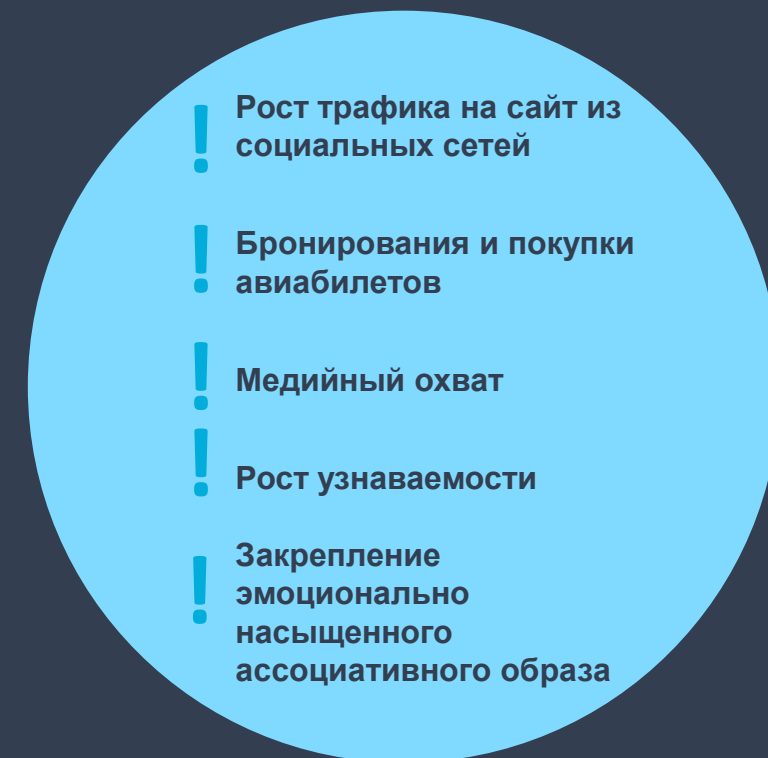 ! Рост трафика на сайт из
социальных сетей
! Бронирования и покупки
авиабилетов
! Медийный охват
! Рост узнаваемости
! Закрепление
эмоционально
насыщенного
ассоциативного образа